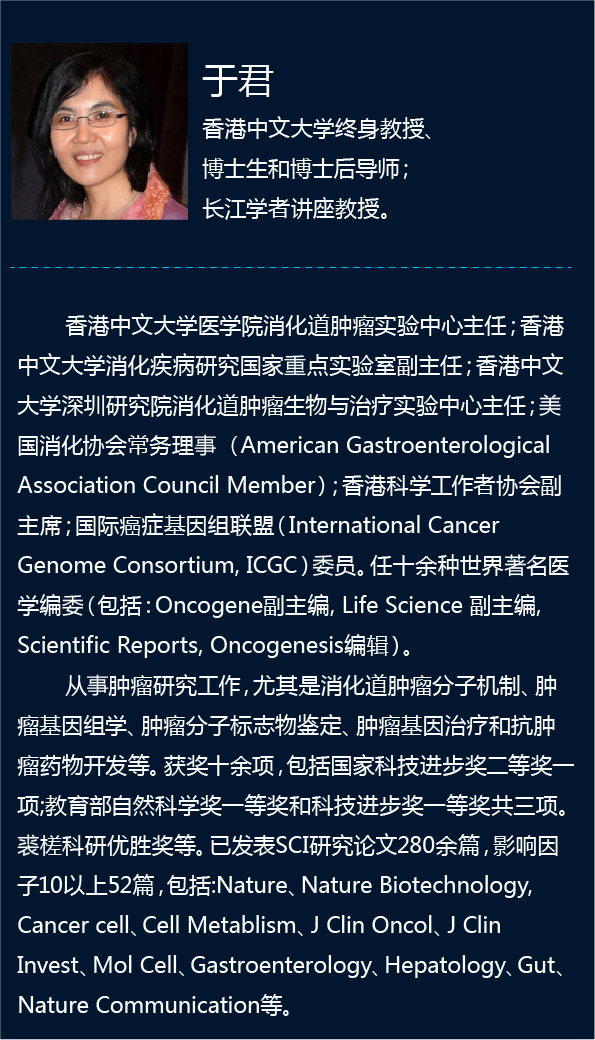 于君
香港中文大学终身教授、
博士生和博士后导师；
长江学者讲座教授。
香港中文大学医学院消化道肿瘤实验中心主任；香港
中文大学消化疾病研究国家重点实验室副主任；香港中文
大学深圳研究院消化道肿瘤生物与治疗实验中心主任；美
国消化协会常务理事（American Gastroenterological
Association Council Member）；香港科学工作者协会副
主席；国际癌症基因组联盟（International Cancer
Genome Consortium, ICGC）委员。任十余种世界著名医
学编委（包括：Oncogene副主编, Life Science 副主编,
Scientific Reports, Oncogenesis编辑）。
从事肿瘤研究工作，尤其是消化道肿瘤分子机制、肿
瘤基因组学、肿瘤分子标志物鉴定、肿瘤基因治疗和抗肿
瘤药物开发等。获奖十余项，包括国家科技进步奖二等奖一
项;教育部自然科学奖一等奖和科技进步奖一等奖共三项。
裘槎科研优胜奖等。已发表SCI研究论文280余篇，影响因
子10以上52篇，包括:Nature、Nature Biotechnology,
Cancer cell、Cell Metablism、J Clin Oncol、J Clin
Invest、Mol Cell、Gastroenterology、Hepatology、Gut、
Nature Communication等。